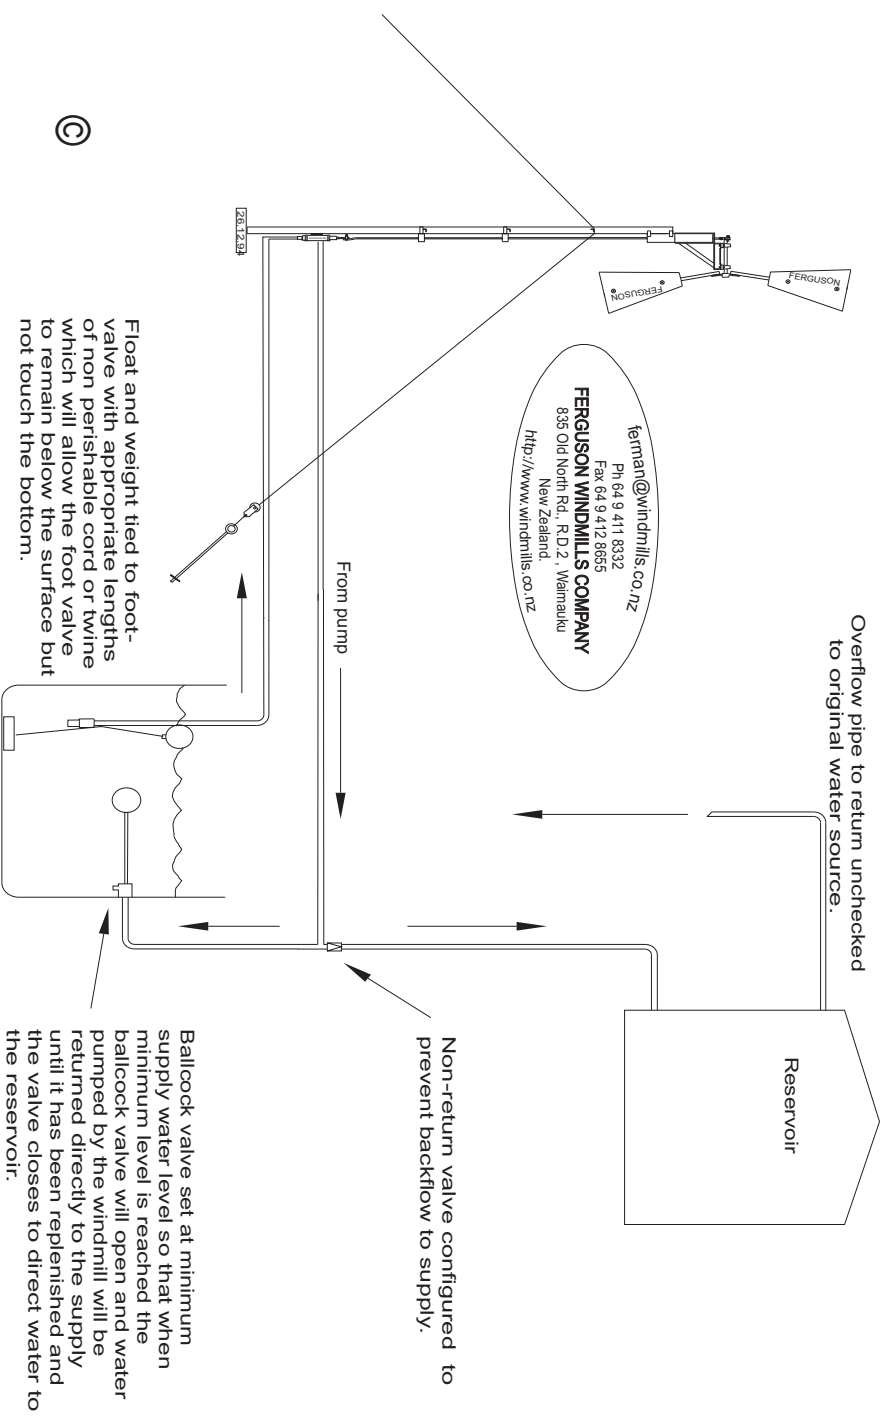 FERGUSON
FERGUSON
ferman@windmills.co.nz
Ph 64 9 411 8332
Fax 64 9 412 8655
FERGUSON WINDMILLS COMPANY
835 Old North Rd., R.D.2 , Waimauku
New Zealand.
http://www.windmills.co.nz
Overflow pipe to return unchecked
to original water source.
Reservoir
From pump
Non-return valve configured to
prevent backflow to supply.
26.12.94
Float and weight tied to foot-
valve with appropriate lengths
of non perishable cord or twine
which will allow the foot valve
to remain below the surface but
not touch the bottom.
Ballcock valve set at minimum
supply water level so that when
minimum level is reached the
ballcock valve will open and water
pumped by the windmill will be
returned directly to the supply
until it has been replenished and
the valve closes to direct water to
the reservoir.
©